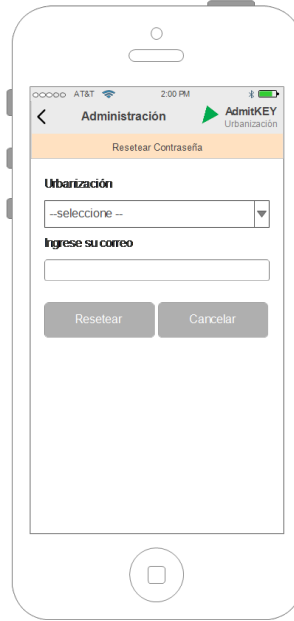 AT&T 2:00 PM
Administración
AdmitKEY
Urbanización
Resetear Contraseña
Urbanización
--seleccione --
Ingrese su correo
Resetear Cancelar